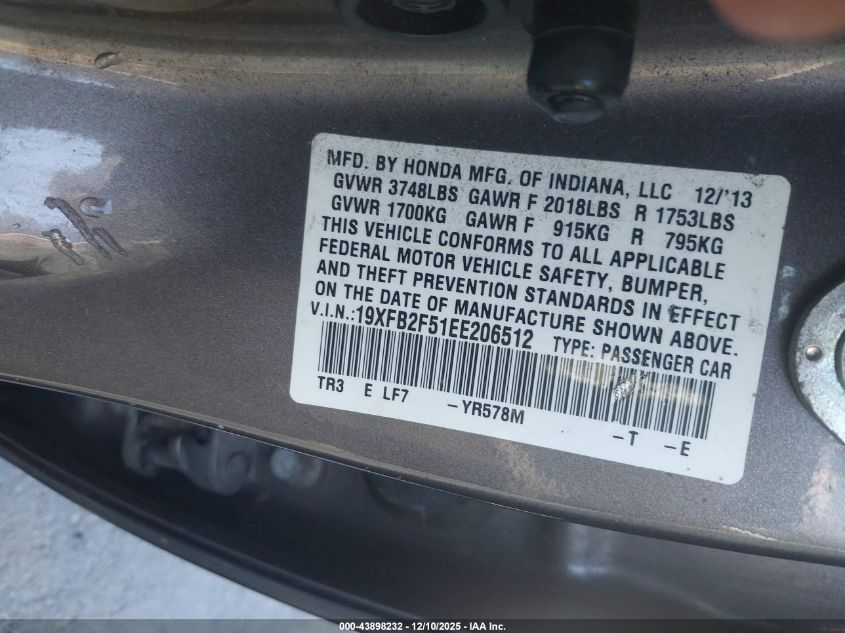 MFD. BY HONDA MFG. OF INDIANA, LLC 12/'13
GVWR 3748LBS GAWR F 2018LBS R 1753LBS
GVWR 1700KG GAWR F 915KG R 795KG
THIS VEHICLE CONFORMS TO ALL APPLICABLE
FEDERAL MOTOR VEHICLE SAFETY, BUMPER,
AND THEFT PREVENTION STANDARDS IN EFFECT
ON THE DATE OF MANUFACTURE SHOWN ABOVE.
V.I.N.:19XFB2F51EE206512 TYPE: PASSENGER CAR
TR3 E LF7 -YR578M -T -E
000-43898232 - 12/10/2025 - IAA Inc.